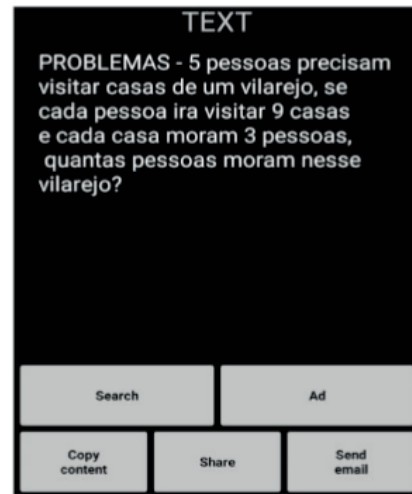 TEXT
PROBLEMAS - 5 pessoas precisam
visitar casas de um vilarejo, se
cada pessoa ira visitar 9 casas
e cada casa moram 3 pessoas,
quantas pessoas moram nesse
vilarejo?
Search
Ad
Copy
content
Share
Send
email